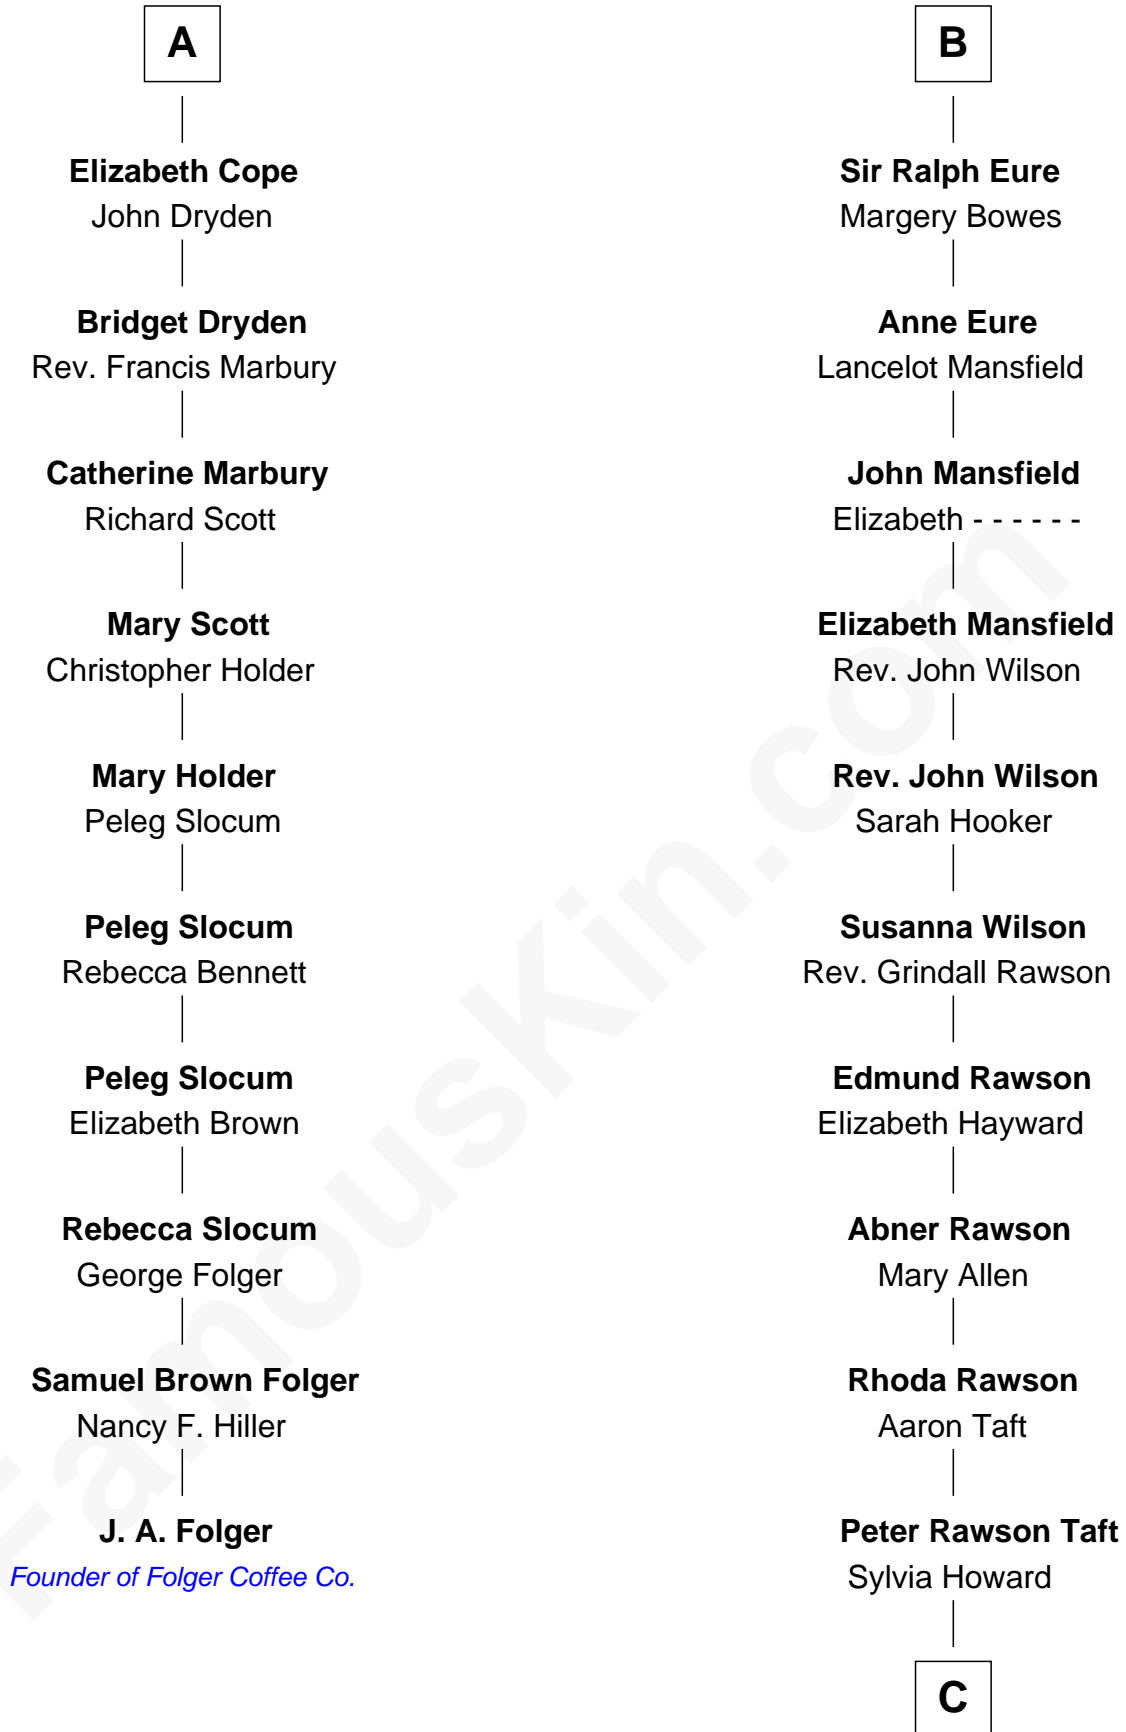 A
Elizabeth Cope
John Dryden
Bridget Dryden
Rev. Francis Marbury
Catherine Marbury
Richard Scott
Mary Scott
Christopher Holder
Mary Holder
Peleg Slocum
Peleg Slocum
Rebecca Bennett
Peleg Slocum
Elizabeth Brown
Rebecca Slocum
George Folger
Samuel Brown Folger
Nancy F. Hiller
J. A. Folger
Founder of Folger Coffee Co.
B
Sir Ralph Eure
Margery Bowes
Anne Eure
Lancelot Mansfield
John Mansfield
Elizabeth - - - - - -
Elizabeth Mansfield
Rev. John Wilson
Rev. John Wilson
Sarah Hooker
Susanna Wilson
Rev. Grindall Rawson
Edmund Rawson
Elizabeth Hayward
Abner Rawson
Mary Allen
Rhoda Rawson
Aaron Taft
Peter Rawson Taft
Sylvia Howard
C
FamousKin.com